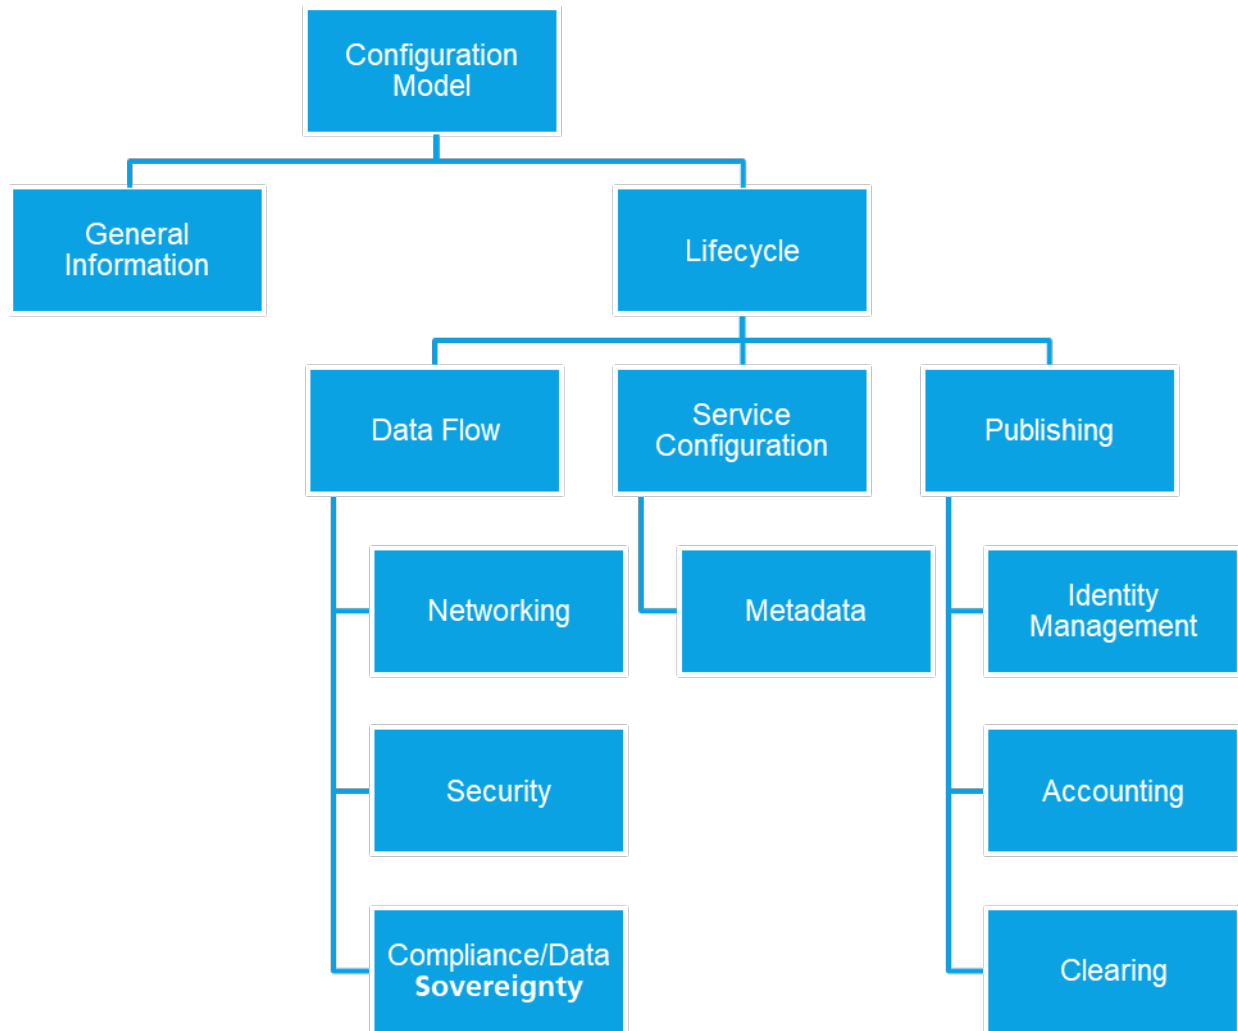 Configuration
Model
General
Information
Lifecycle
Data Flow
Service
Configuration
Publishing
Networking
Metadata
Identity
Management
Security
Accounting
Compliance/Data
Sovereignty
Clearing